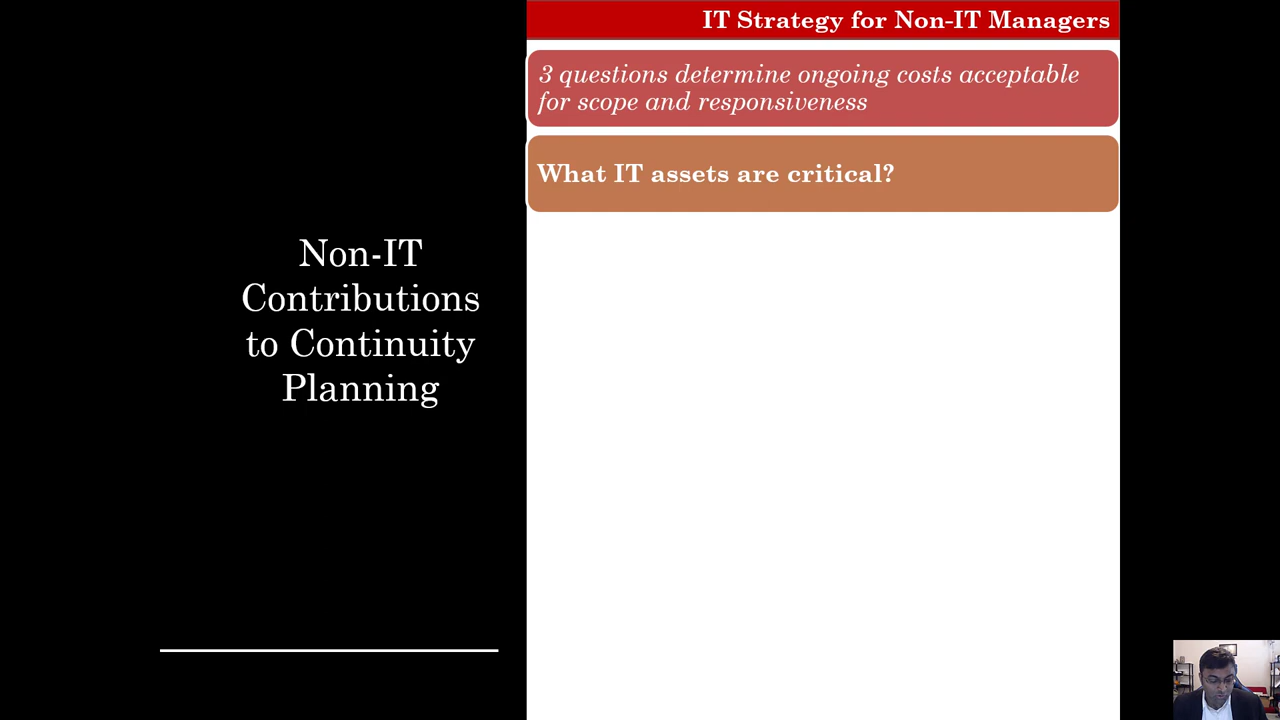 IT Strategy for Non-IT Managers
3 questions determine ongoing costs acceptable
for scope and responsiveness
What IT assets are critical?
Non-IT
Contributions
to Continuity
Planning